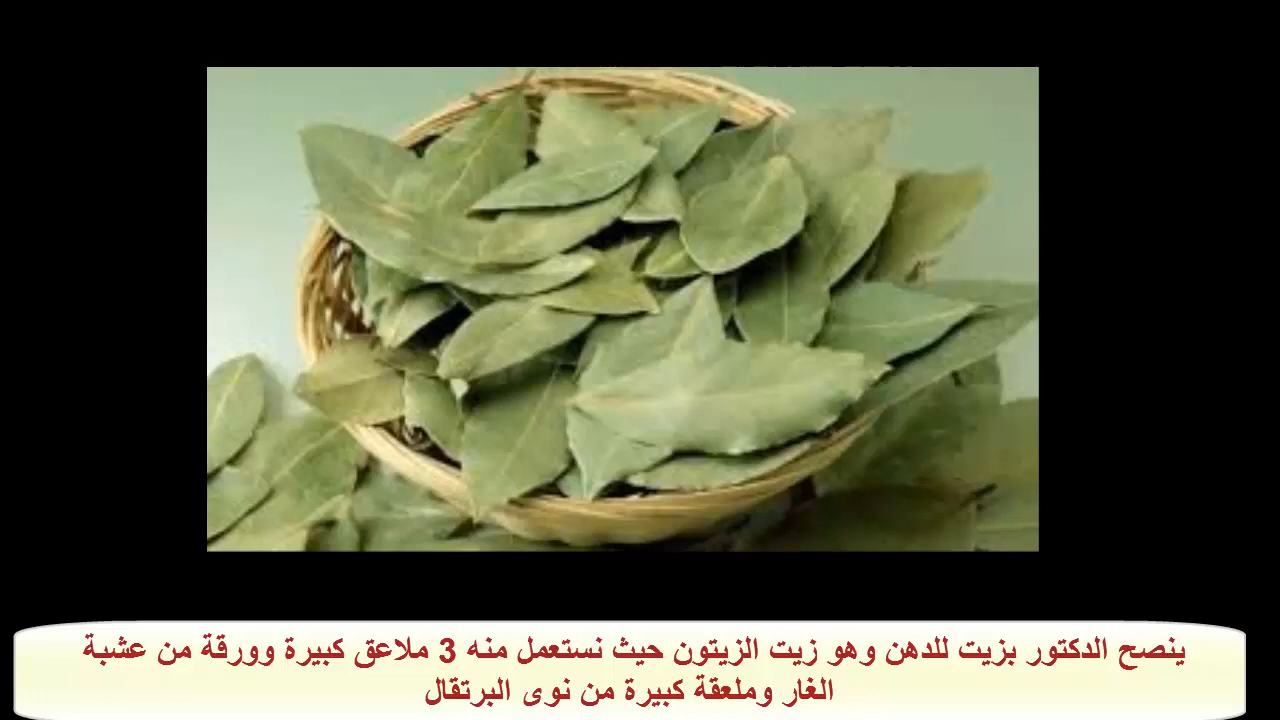 ينصح الدكتور بزيت للدهن وهو زيت الزيتون حيث نستعمل منه 3 ملاعق كبيرة وورقة من عشبة
الغار وملعقة كبيرة من نوى البرتقال